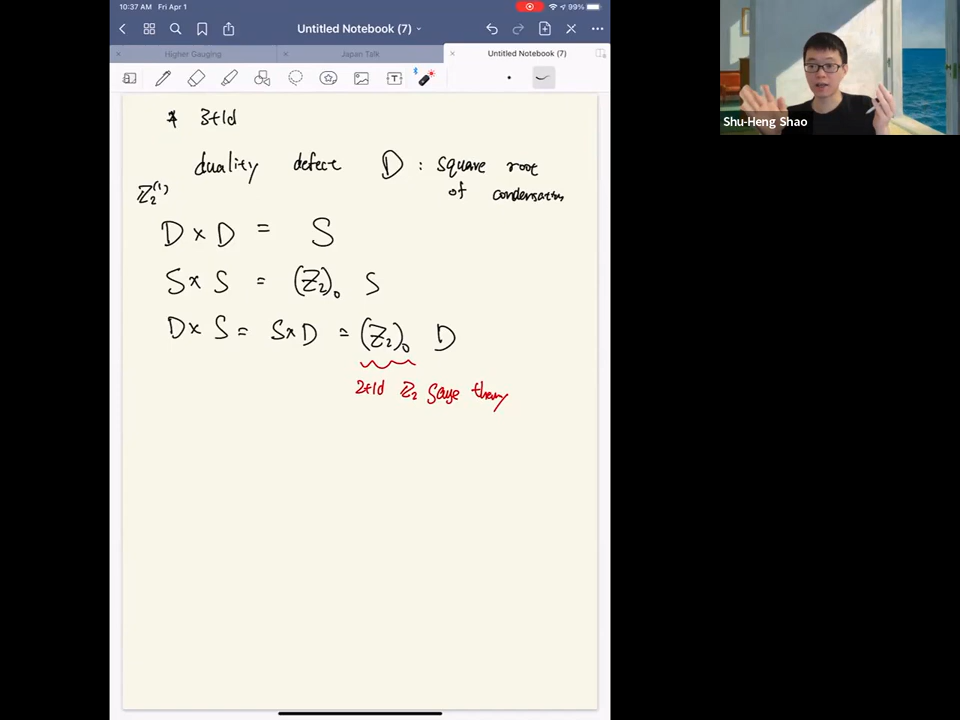 10:37 AM Fri Apr 1
99%
Untitled Notebook (7)
Higher Gauging
Japan Talk
Untitled Notebook (7)
Shu-Heng Shao
* 3+1d
duality defect D : square root
of condensation
ℤ₂⁽¹⁾
D × D = S
S × S = (ℤ₂)₀ S
D × S = S × D = (ℤ₂)₀ D
2+1d ℤ₂ gauge theory